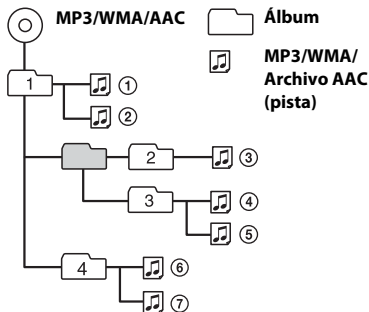 MP3/WMA/AAC
Álbum
MP3/WMA/
Archivo AAC
(pista)
1
①
②
2
③
3
④
⑤
4
⑥
⑦